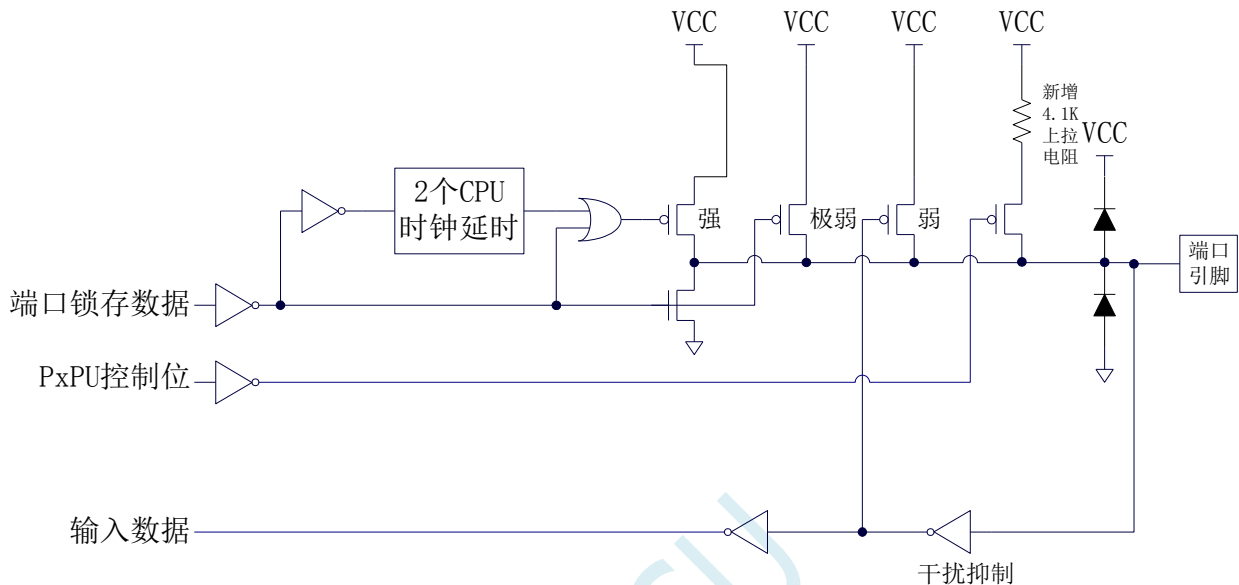 VCC
VCC
VCC
VCC
新增
4.1K
上拉
电阻
VCC
2个CPU
时钟延时
强
极弱
弱
端口
引脚
端口锁存数据
PxPU控制位
输入数据
干扰抑制